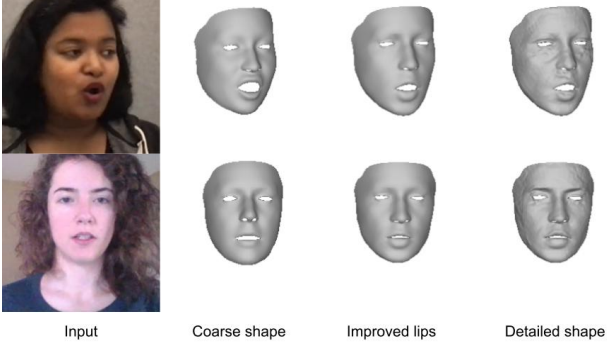 Input
Coarse shape
Improved lips
Detailed shape